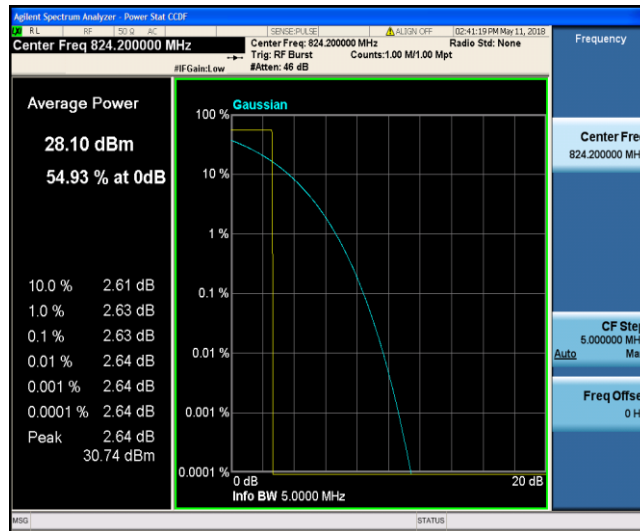 Agilent Spectrum Analyzer - Power Stat CCDF
RL RF 50 Ω AC SENSE:PULSE ALIGN OFF 02:41:19 PM May 11, 2018
Center Freq 824.200000 MHz
Center Freq: 824.200000 MHz Radio Std: None
Trig: RF Burst Counts:1.00 M/1.00 Mpt
#IFGain:Low #Atten: 46 dB
Frequency
Average Power
28.10 dBm
54.93 % at 0dB
10.0 % 2.61 dB
1.0 % 2.63 dB
0.1 % 2.63 dB
0.01 % 2.64 dB
0.001 % 2.64 dB
0.0001 % 2.64 dB
Peak 2.64 dB
30.74 dBm
Gaussian
100 %
10 %
1 %
0.1 %
0.01 %
0.001 %
0.0001 %
0 dB 20 dB
Info BW 5.0000 MHz
Center Fre
824.200000 MH
CF Step
5.000000 MH
Auto Ma
Freq Offse
0 H
MSG STATUS